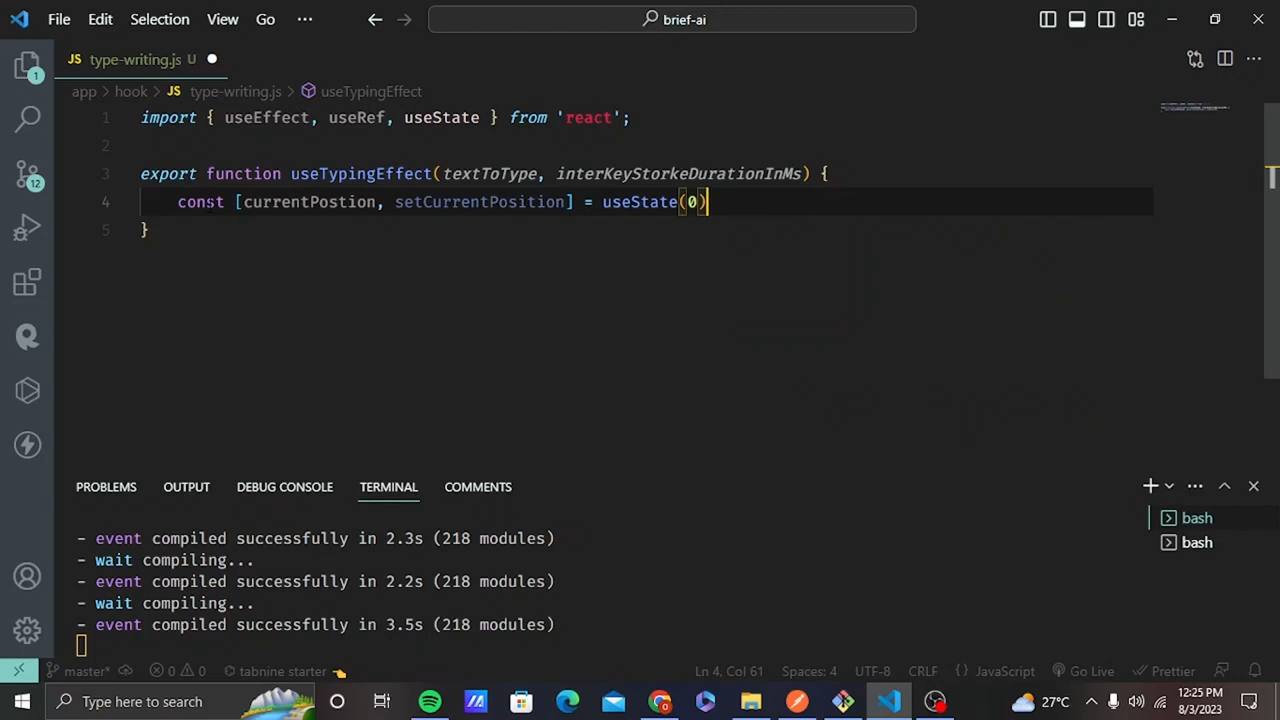 File Edit Selection View Go ··· brief-ai
JS type-writing.js U
app > hook > JS type-writing.js > useTypingEffect
1 import { useEffect, useRef, useState } from 'react';
2
3 export function useTypingEffect(textToType, interKeyStorkeDurationInMs) {
4 const [currentPostion, setCurrentPosition] = useState(0)
5 }
1
12
PROBLEMS OUTPUT DEBUG CONSOLE TERMINAL COMMENTS
bash
bash
- event compiled successfully in 2.3s (218 modules)
- wait compiling...
- event compiled successfully in 2.2s (218 modules)
- wait compiling...
- event compiled successfully in 3.5s (218 modules)
master* 0 0 tabnine starter Ln 4, Col 61 Spaces: 4 UTF-8 CRLF {} JavaScript Go Live Prettier
Type here to search 27°C 12:25 PM
8/3/2023